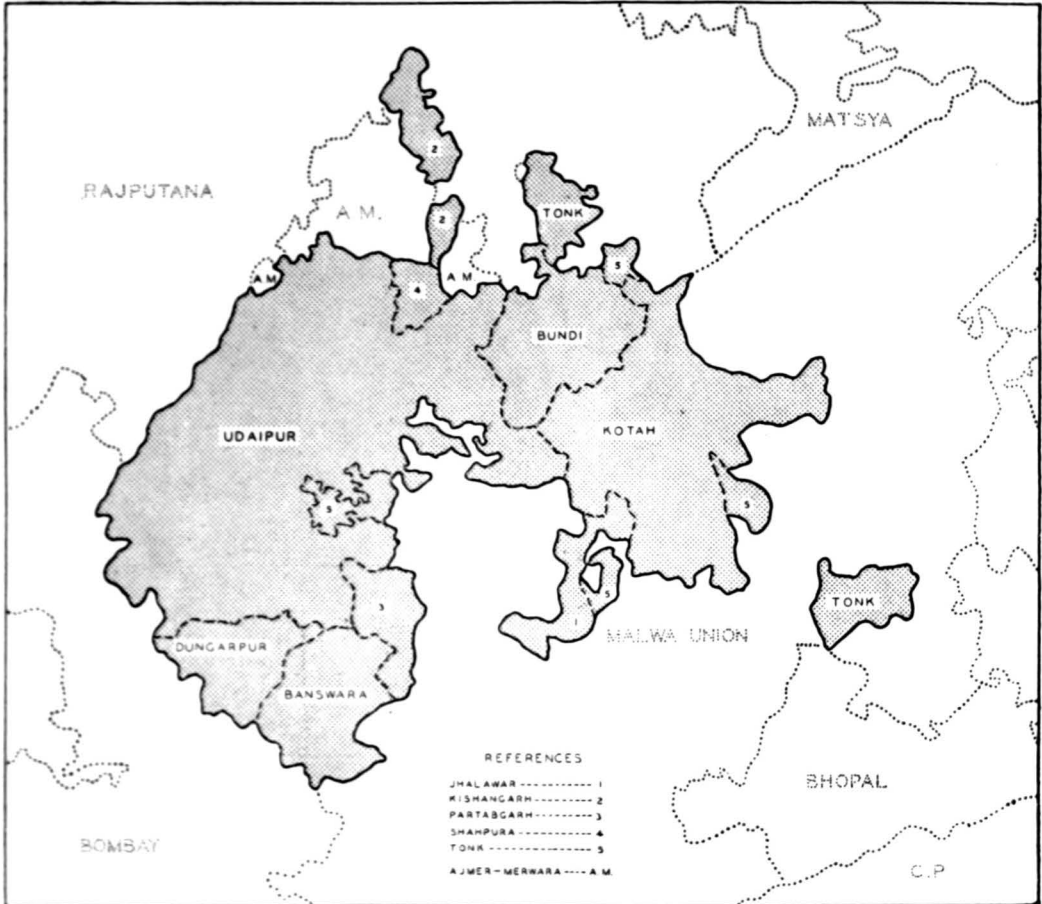 MATSYA
RAJPUTANA
2
A.M.
2
TONK
A.M.
A.M.
5
4
BUNDI
UDAIPUR
KOTAH
5
5
3
5
1
TONK
DUNGARPUR
MALWA UNION
BANSWARA
BHOPAL
BOMBAY
C.P
REFERENCES
JHALAWAR ---------- 1
KISHANGARH -------- 2
PARTABGARH -------- 3
SHAHPURA ---------- 4
TONK -------------- 5
AJMER-MERWARA ---- A.M.